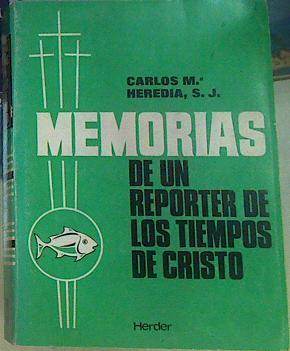 CARLOS M.ª
HEREDIA, S. J.
MEMORIAS
DE UN
REPORTER DE
LOS TIEMPOS
DE CRISTO
Herder